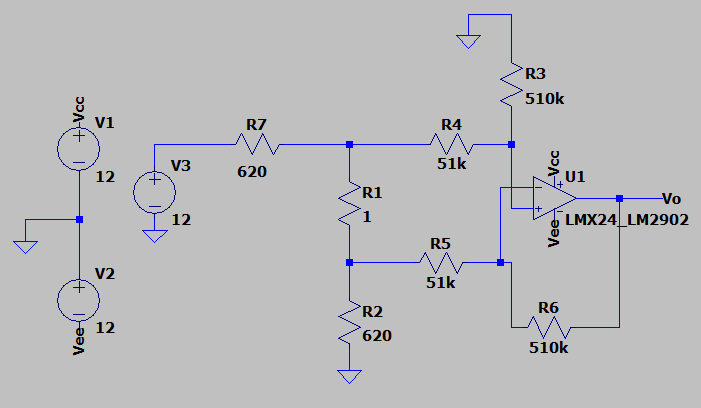 R3
510k
Vcc
V1
12
R7
620
R4
51k
V3
12
R1
1
Vcc
U1
Vo
LMX24_LM2902
Vee
R5
51k
V2
12
Vee
R2
620
R6
510k